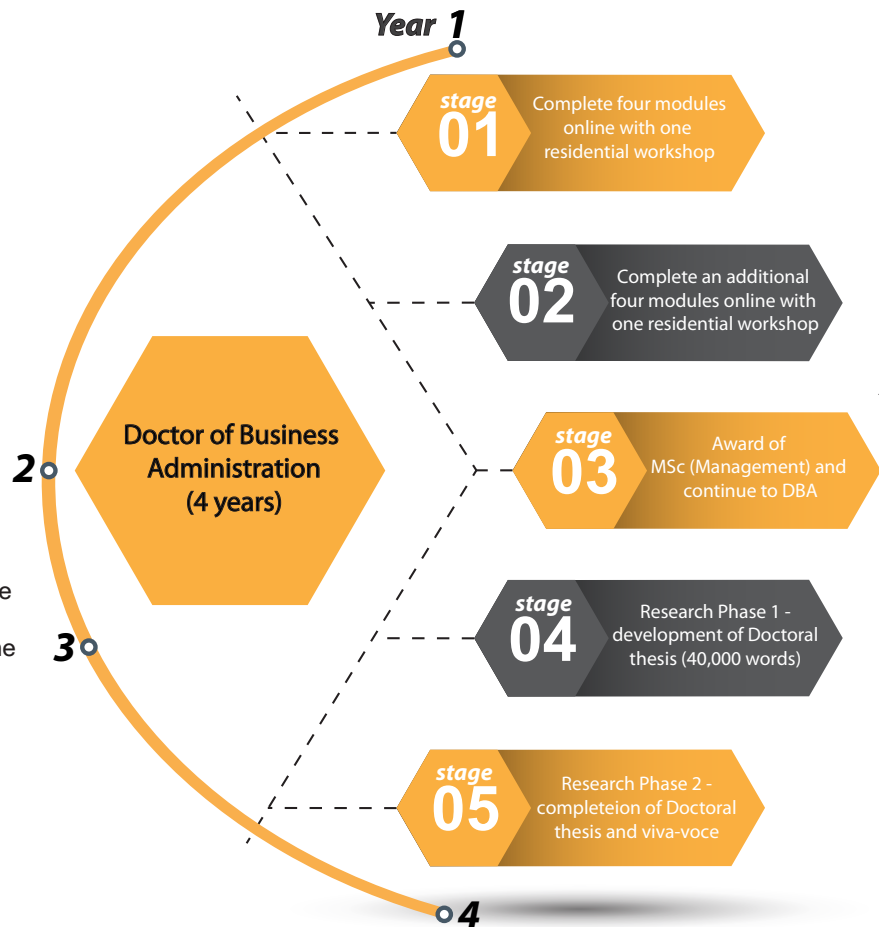 Year 1
stage
01
Complete four modules
online with one
residential workshop
stage
02
Complete an additional
four modules online with
one residential workshop
Doctor of Business
Administration
(4 years)
2
stage
03
Award of
MSc (Management) and
continue to DBA
3
stage
04
Research Phase 1 -
development of Doctoral
thesis (40,000 words)
stage
05
Research Phase 2 -
completeion of Doctoral
thesis and viva-voce
4